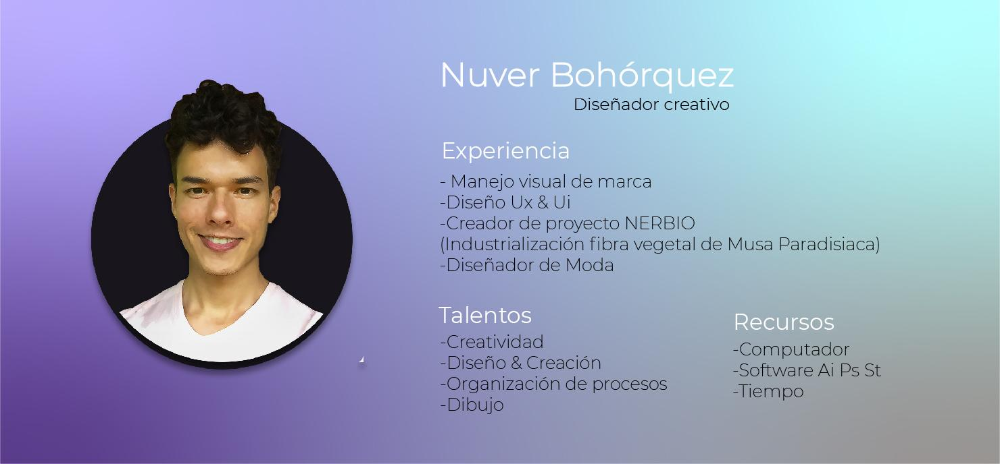 Nuver Bohórquez
Diseñador creativo
Experiencia
- Manejo visual de marca
-Diseño Ux & Ui
-Creador de proyecto NERBIO
(Industrialización fibra vegetal de Musa Paradisiaca)
-Diseñador de Moda
Talentos
-Creatividad
-Diseño & Creación
-Organización de procesos
-Dibujo
Recursos
-Computador
-Software Ai Ps St
-Tiempo